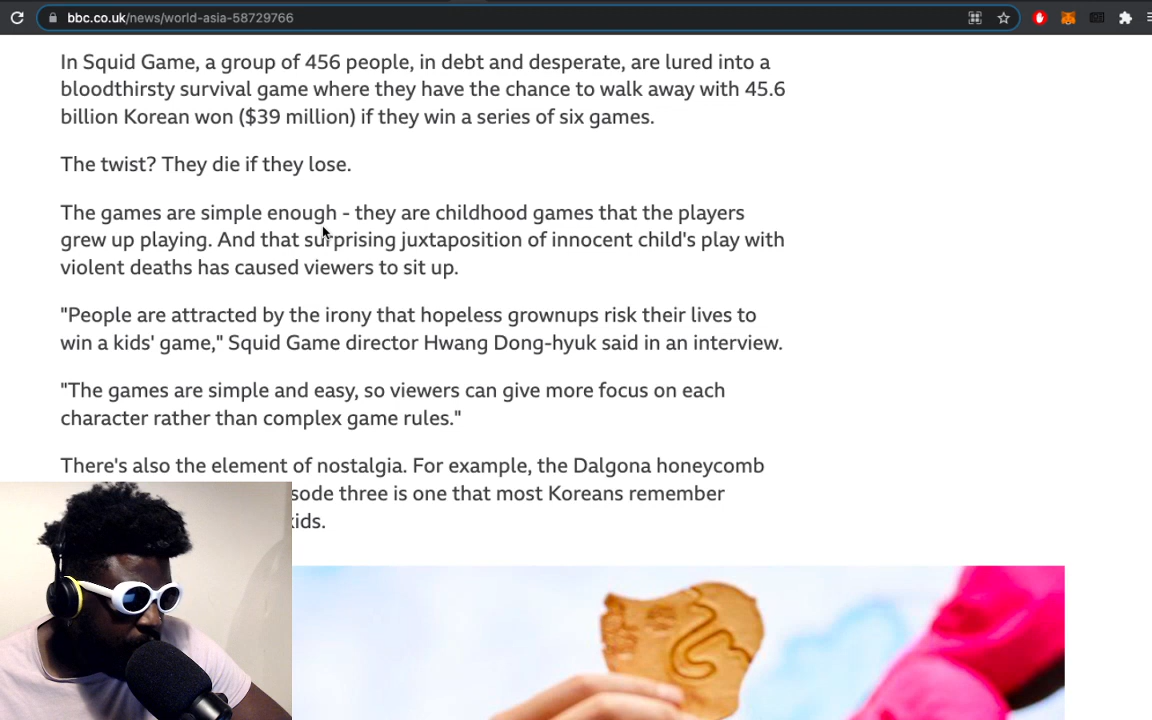 bbc.co.uk/news/world-asia-58729766
In Squid Game, a group of 456 people, in debt and desperate, are lured into a
bloodthirsty survival game where they have the chance to walk away with 45.6
billion Korean won ($39 million) if they win a series of six games.
The twist? They die if they lose.
The games are simple enough - they are childhood games that the players
grew up playing. And that surprising juxtaposition of innocent child's play with
violent deaths has caused viewers to sit up.
"People are attracted by the irony that hopeless grownups risk their lives to
win a kids' game," Squid Game director Hwang Dong-hyuk said in an interview.
"The games are simple and easy, so viewers can give more focus on each
character rather than complex game rules."
There's also the element of nostalgia. For example, the Dalgona honeycomb
sode three is one that most Koreans remember
kids.